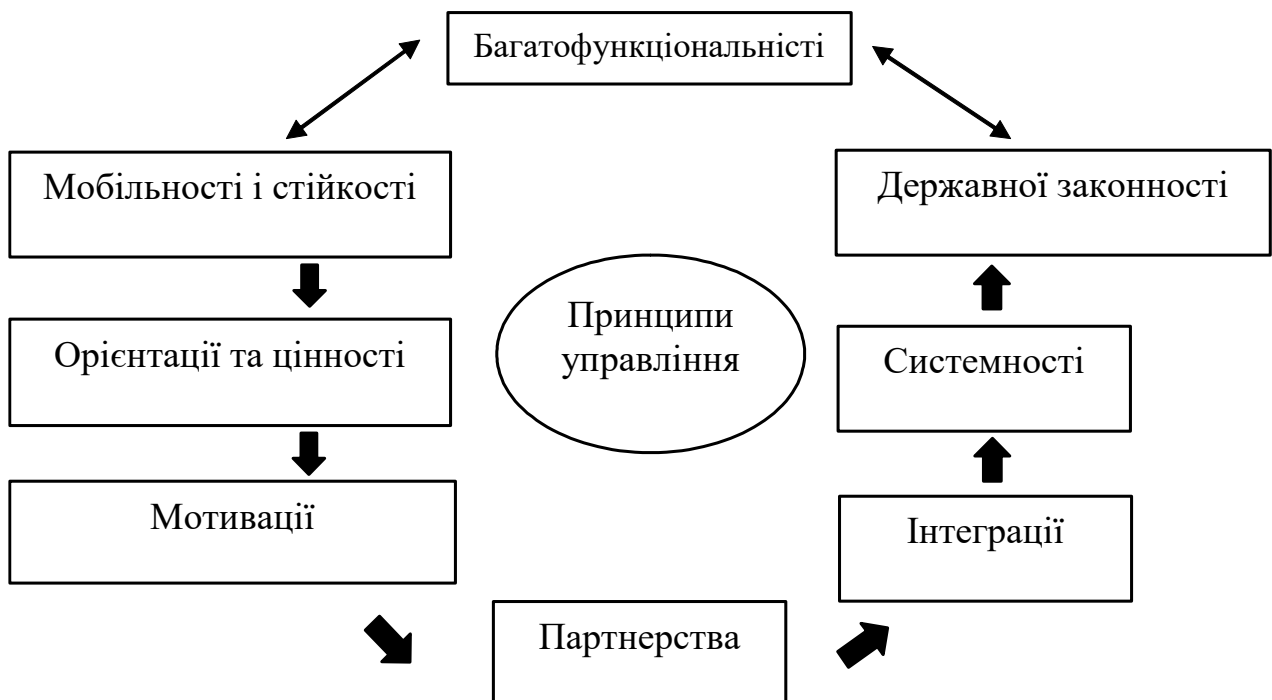 Багатофункціональністі
Мобільності і стійкості
Державної законності
Принципи
управління
Орієнтації та цінності
Системності
Мотивації
Інтеграції
Партнерства